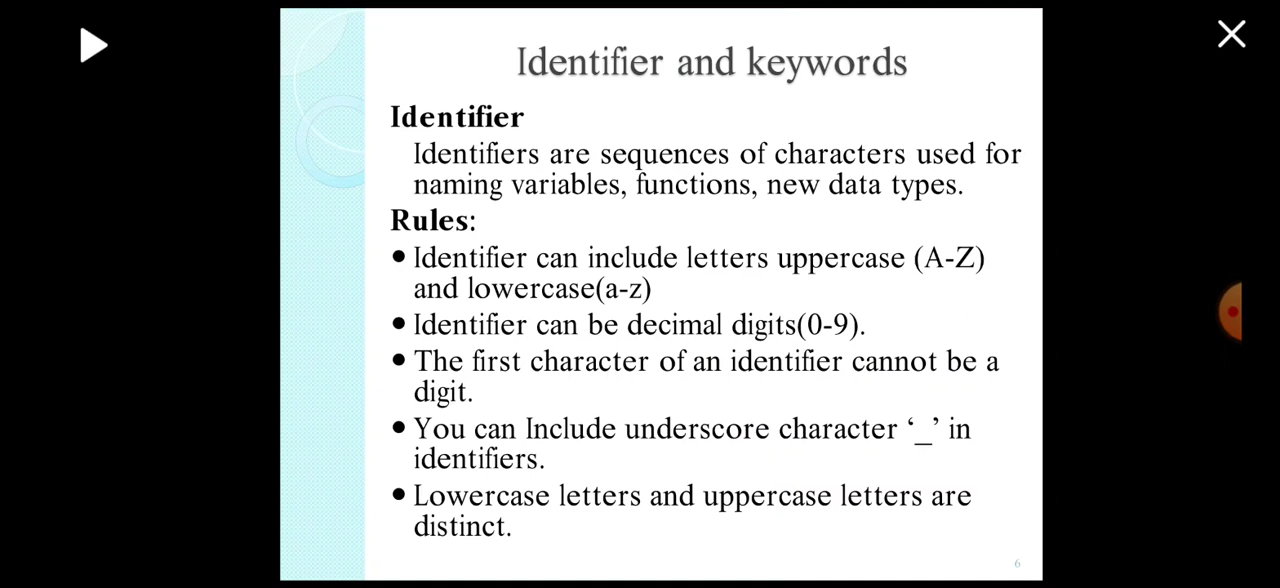 Identifier and keywords
Identifier
Identifiers are sequences of characters used for
naming variables, functions, new data types.
Rules:
• Identifier can include letters uppercase (A-Z)
and lowercase(a-z)
• Identifier can be decimal digits(0-9).
• The first character of an identifier cannot be a
digit.
• You can Include underscore character ‘_’ in
identifiers.
• Lowercase letters and uppercase letters are
distinct.
6